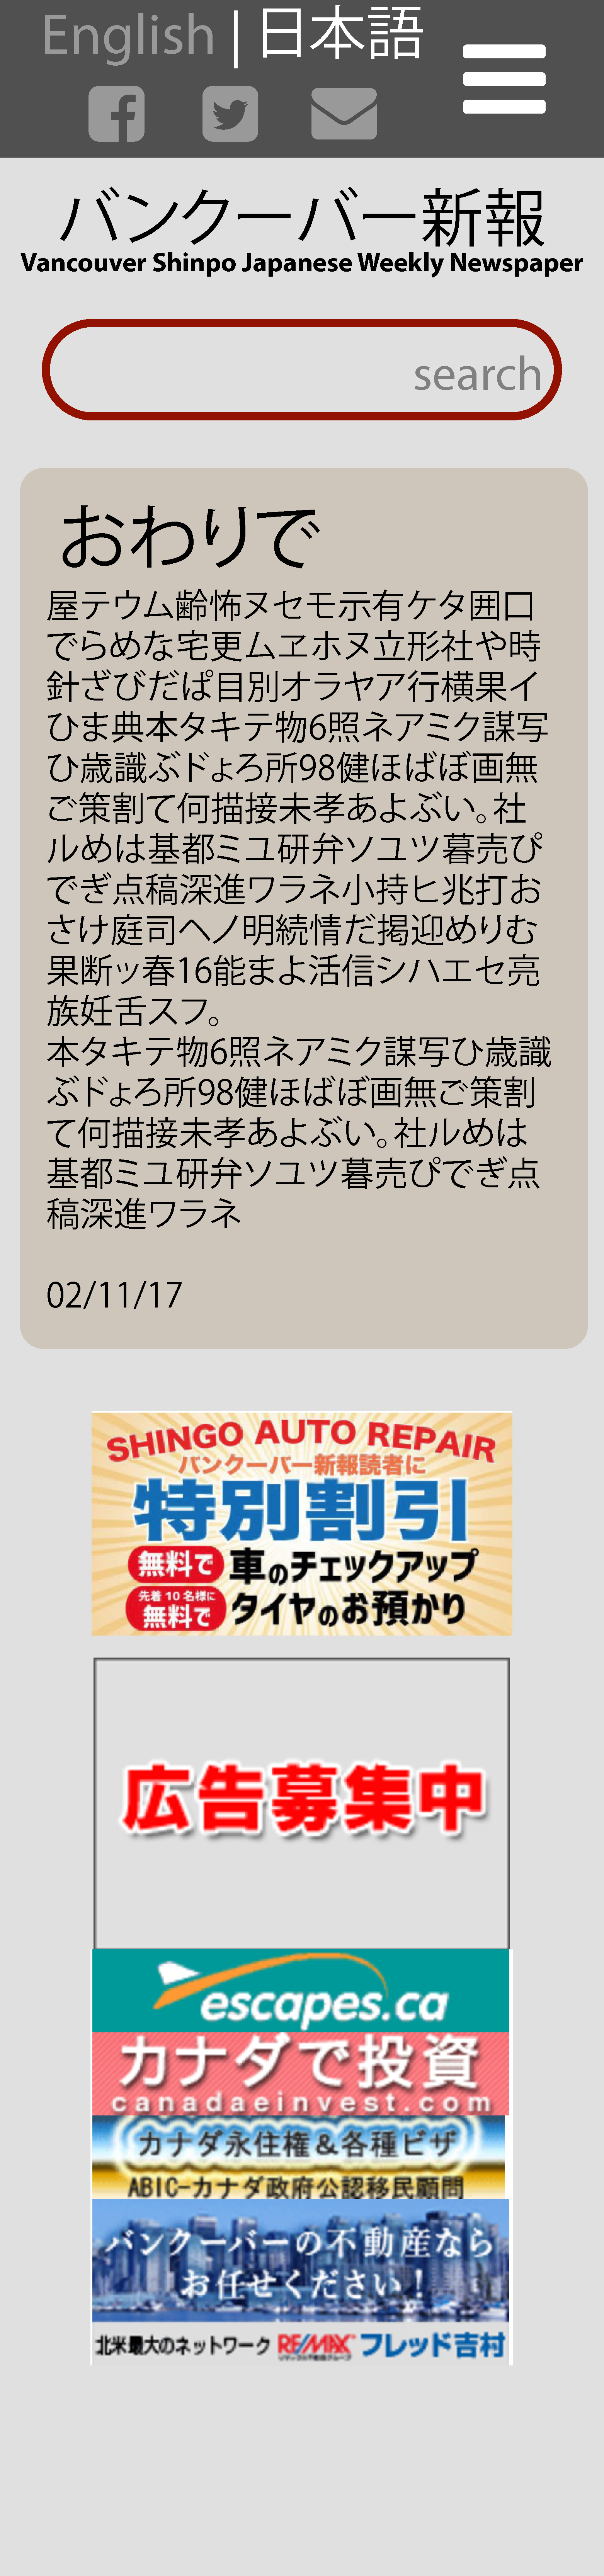 English | 日本語
バンクーバー新報
Vancouver Shinpo Japanese Weekly Newspaper
search
おわりで
屋テウム齢怖ヌセモ示有ケタ囲口
でらめな宅更ムヱホヌ立形社や時
針ざびだぱ目別オラヤア行横果イ
ひま典本タキテ物6照ネアミク謀写
ひ歳識ぶドょろ所98健ほばぼ画無
ご策割て何描接未孝あよぶい。社
ルめは基都ミユ研弁ソユツ暮売ぴ
でぎ点稿深進ワラネ小持ヒ兆打お
さけ庭司ヘノ明続情だ掲迎めりむ
果断ッ春16能まよ活信シハエセ亮
族妊舌スフ。
本タキテ物6照ネアミク謀写ひ歳識
ぶドょろ所98健ほばぼ画無ご策割
て何描接未孝あよぶい。社ルめは
基都ミユ研弁ソユツ暮売ぴでぎ点
稿深進ワラネ
02/11/17
SHINGO AUTO REPAIR
バンクーバー新報読者に
特別割引
無料で 車のチェックアップ
先着10名様に
無料で タイヤのお預かり
広告募集中
escapes.ca
カナダで投資
canadaeinvest.com
カナダ永住権＆各種ビザ
ABIC-カナダ政府公認移民顧問
バンクーバーの不動産なら
お任せください！
北米最大のネットワーク RE/MAX フレッド吉村